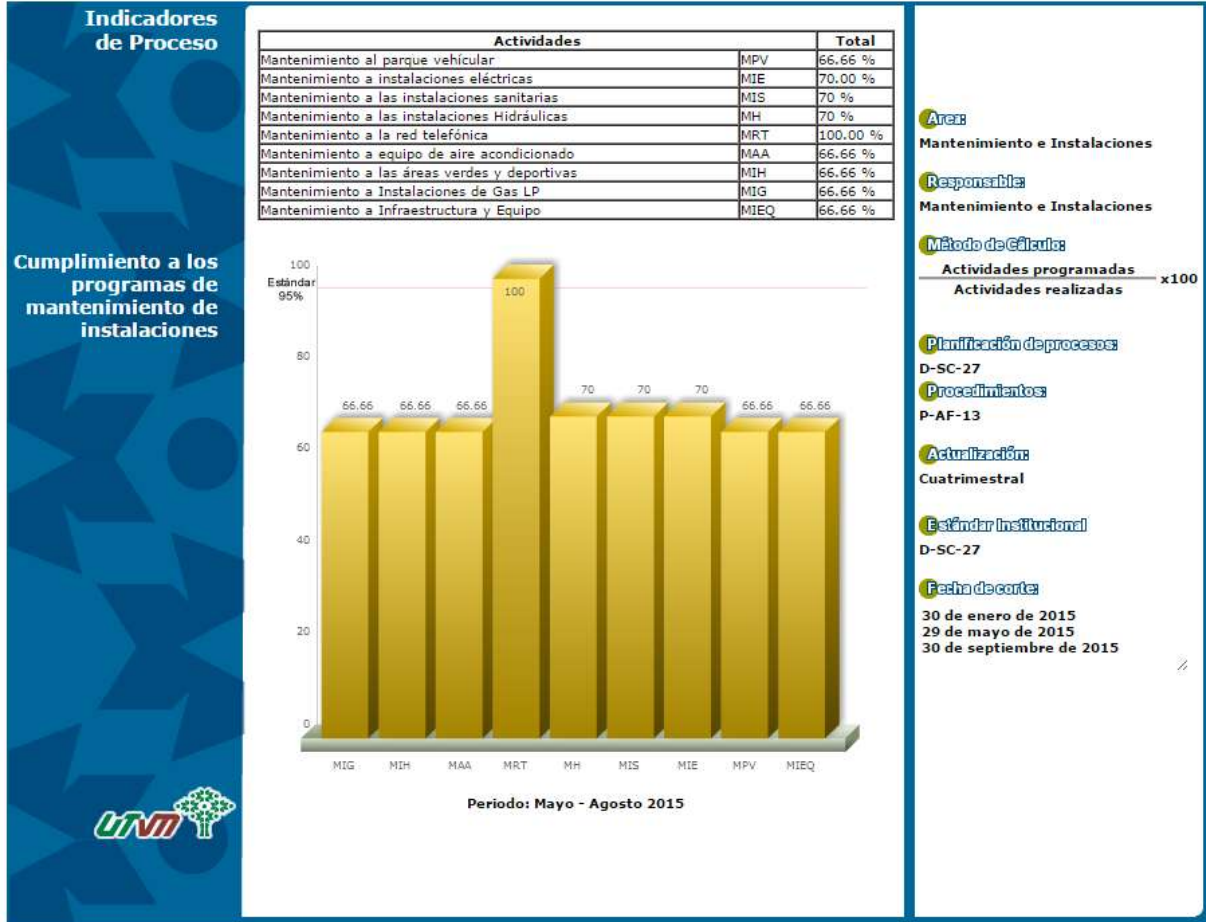 Indicadores
de Proceso
Cumplimiento a los
programas de
mantenimiento de
instalaciones
UTVM
Actividades Total
Mantenimiento al parque vehícular MPV 66.66 %
Mantenimiento a instalaciones eléctricas MIE 70.00 %
Mantenimiento a las instalaciones sanitarias MIS 70 %
Mantenimiento a las instalaciones Hidráulicas MH 70 %
Mantenimiento a la red telefónica MRT 100.00 %
Mantenimiento a equipo de aire acondicionado MAA 66.66 %
Mantenimiento a las áreas verdes y deportivas MIH 66.66 %
Mantenimiento a Instalaciones de Gas LP MIG 66.66 %
Mantenimiento a Infraestructura y Equipo MIEQ 66.66 %
100
Estándar
95%
80
60
40
20
0
66.66 66.66 66.66 100 70 70 70 66.66 66.66
MIG MIH MAA MRT MH MIS MIE MPV MIEQ
Periodo: Mayo - Agosto 2015
Area:
Mantenimiento e Instalaciones
Responsable:
Mantenimiento e Instalaciones
Método de Cálculo:
Actividades programadas
x100
Actividades realizadas
Planificación de procesos:
D-SC-27
Procedimientos:
P-AF-13
Actualización:
Cuatrimestral
Estándar Institucional
D-SC-27
Fecha de corte:
30 de enero de 2015
29 de mayo de 2015
30 de septiembre de 2015